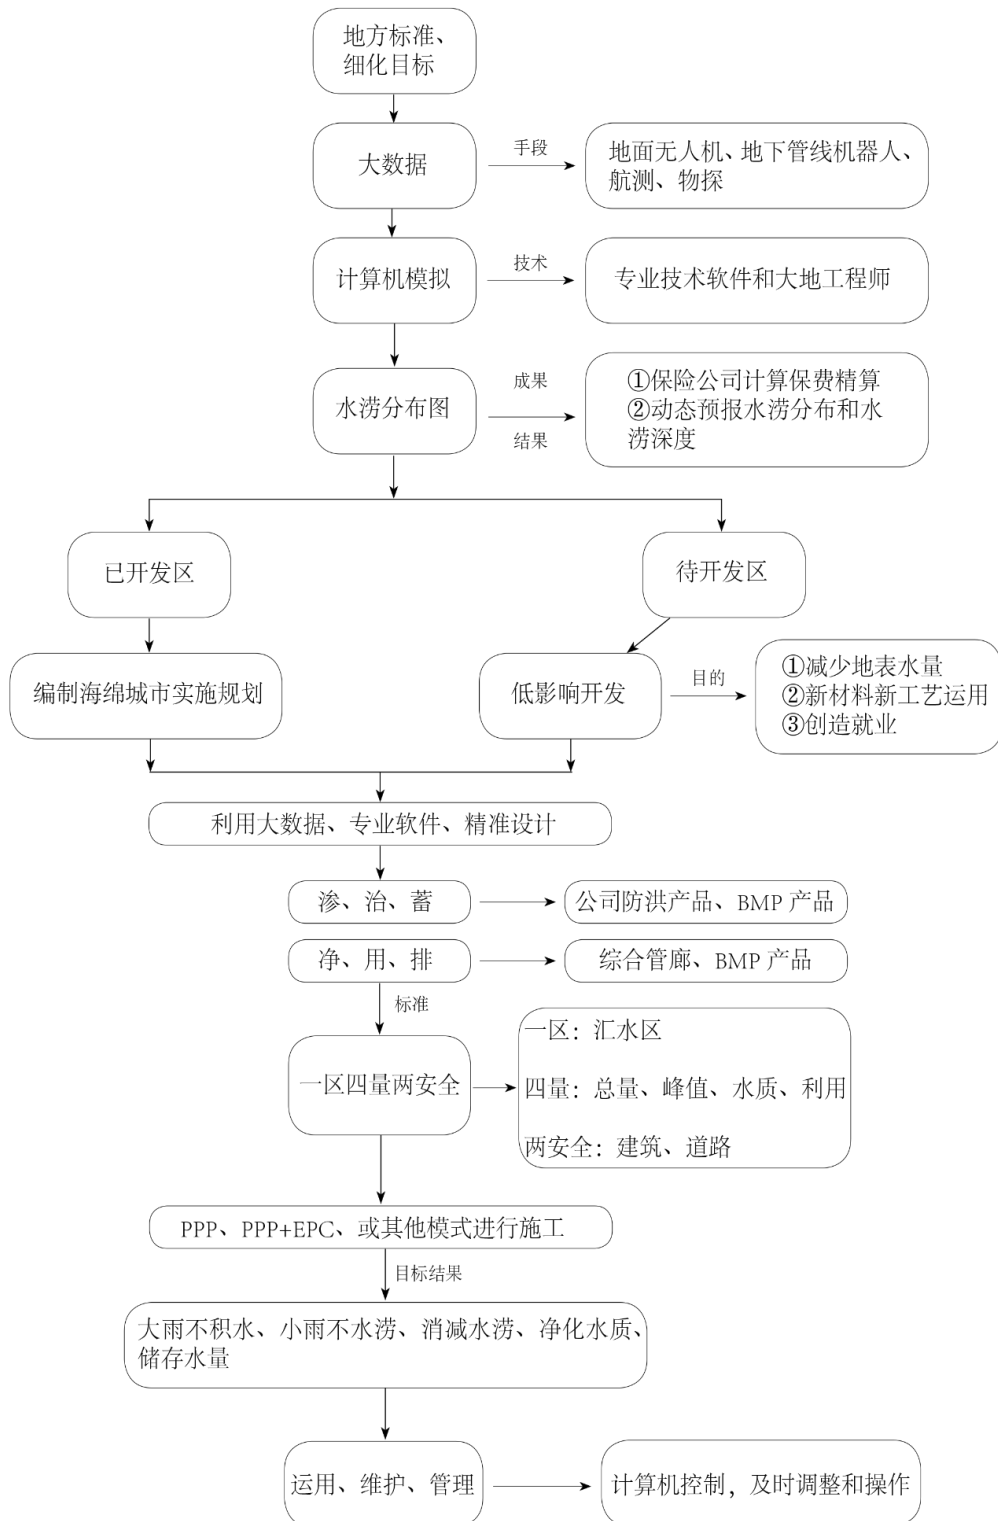 地方标准、
细化目标
大数据
手段
地面无人机、地下管线机器人、
航测、物探
计算机模拟
技术
专业技术软件和大地工程师
水涝分布图
成果
结果
①保险公司计算保费精算
②动态预报水涝分布和水
涝深度
已开发区
待开发区
编制海绵城市实施规划
低影响开发
目的
①减少地表水量
②新材料新工艺运用
③创造就业
利用大数据、专业软件、精准设计
渗、治、蓄
公司防洪产品、BMP 产品
净、用、排
综合管廊、BMP 产品
标准
一区四量两安全
一区：汇水区
四量：总量、峰值、水质、利用
两安全：建筑、道路
PPP、PPP+EPC、或其他模式进行施工
目标结果
大雨不积水、小雨不水涝、消减水涝、净化水质、
储存水量
运用、维护、管理
计算机控制，及时调整和操作